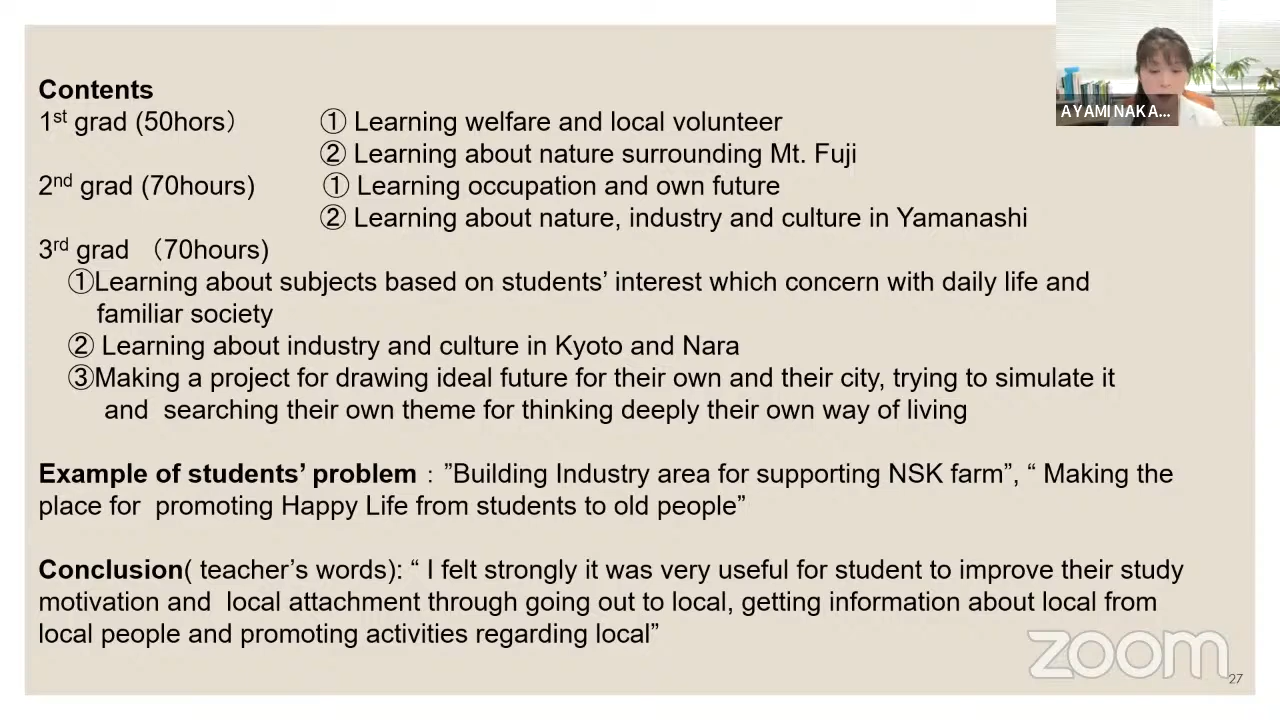 Contents
1st grad (50hors）
① Learning welfare and local volunteer
② Learning about nature surrounding Mt. Fuji
2nd grad (70hours)
① Learning occupation and own future
② Learning about nature, industry and culture in Yamanashi
3rd grad （70hours)
①Learning about subjects based on students’ interest which concern with daily life and
familiar society
② Learning about industry and culture in Kyoto and Nara
③Making a project for drawing ideal future for their own and their city, trying to simulate it
and searching their own theme for thinking deeply their own way of living
Example of students’ problem：”Building Industry area for supporting NSK farm”, “ Making the
place for promoting Happy Life from students to old people”
Conclusion( teacher’s words): “ I felt strongly it was very useful for student to improve their study
motivation and local attachment through going out to local, getting information about local from
local people and promoting activities regarding local”
AYAMI NAKA...
zoom
27